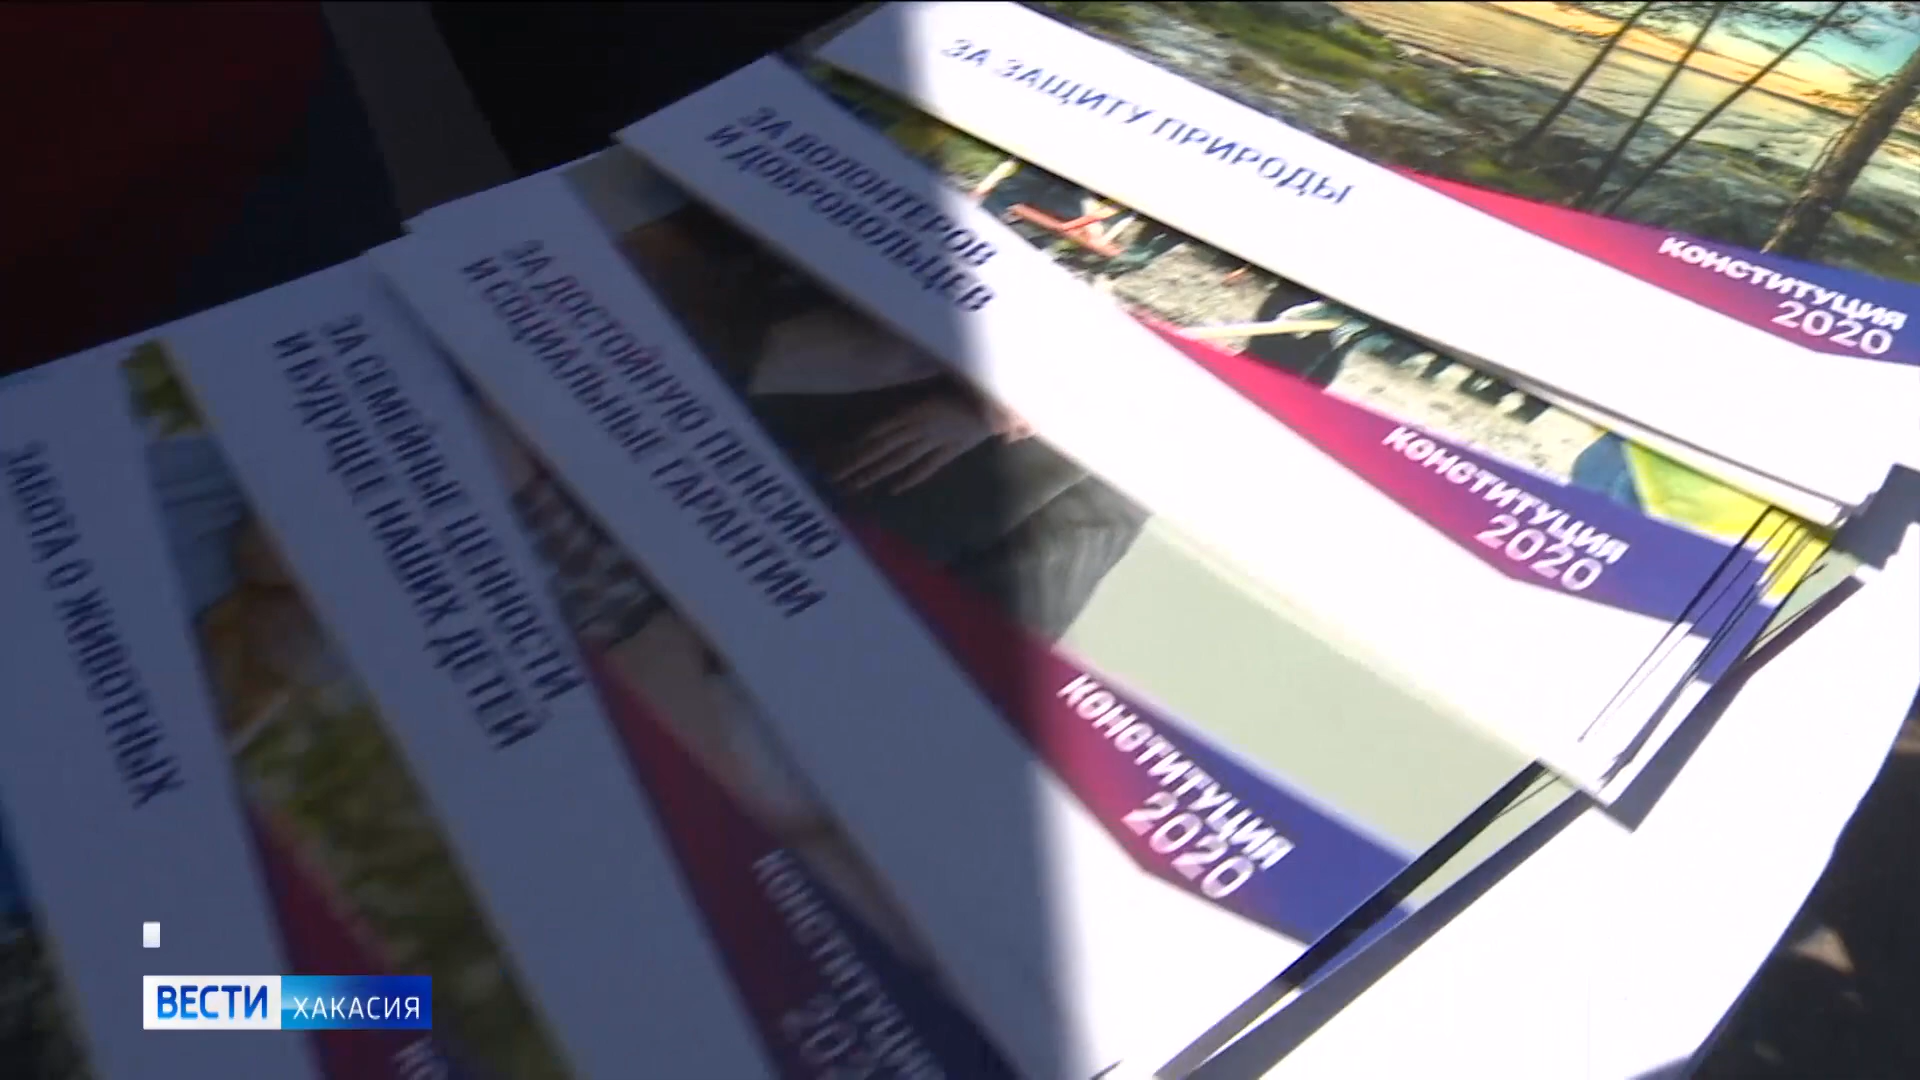 ЗА ЗАЩИТУ ПРИРОДЫ
КОНСТИТУЦИЯ
2020
ЗА ВОЛОНТЕРОВ
И ДОБРОВОЛЬЦЕВ
КОНСТИТУЦИЯ
2020
ЗА ДОСТОЙНУЮ ПЕНСИЮ
И СОЦИАЛЬНЫЕ ГАРАНТИИ
КОНСТИТУЦИЯ
2020
ЗА СЕМЕЙНЫЕ ЦЕННОСТИ
И БУДУЩЕЕ НАШИХ ДЕТЕЙ
КОНСТИТУЦИЯ
ЗАБОТА О ЖИВОТНЫХ
ВЕСТИ ХАКАСИЯ